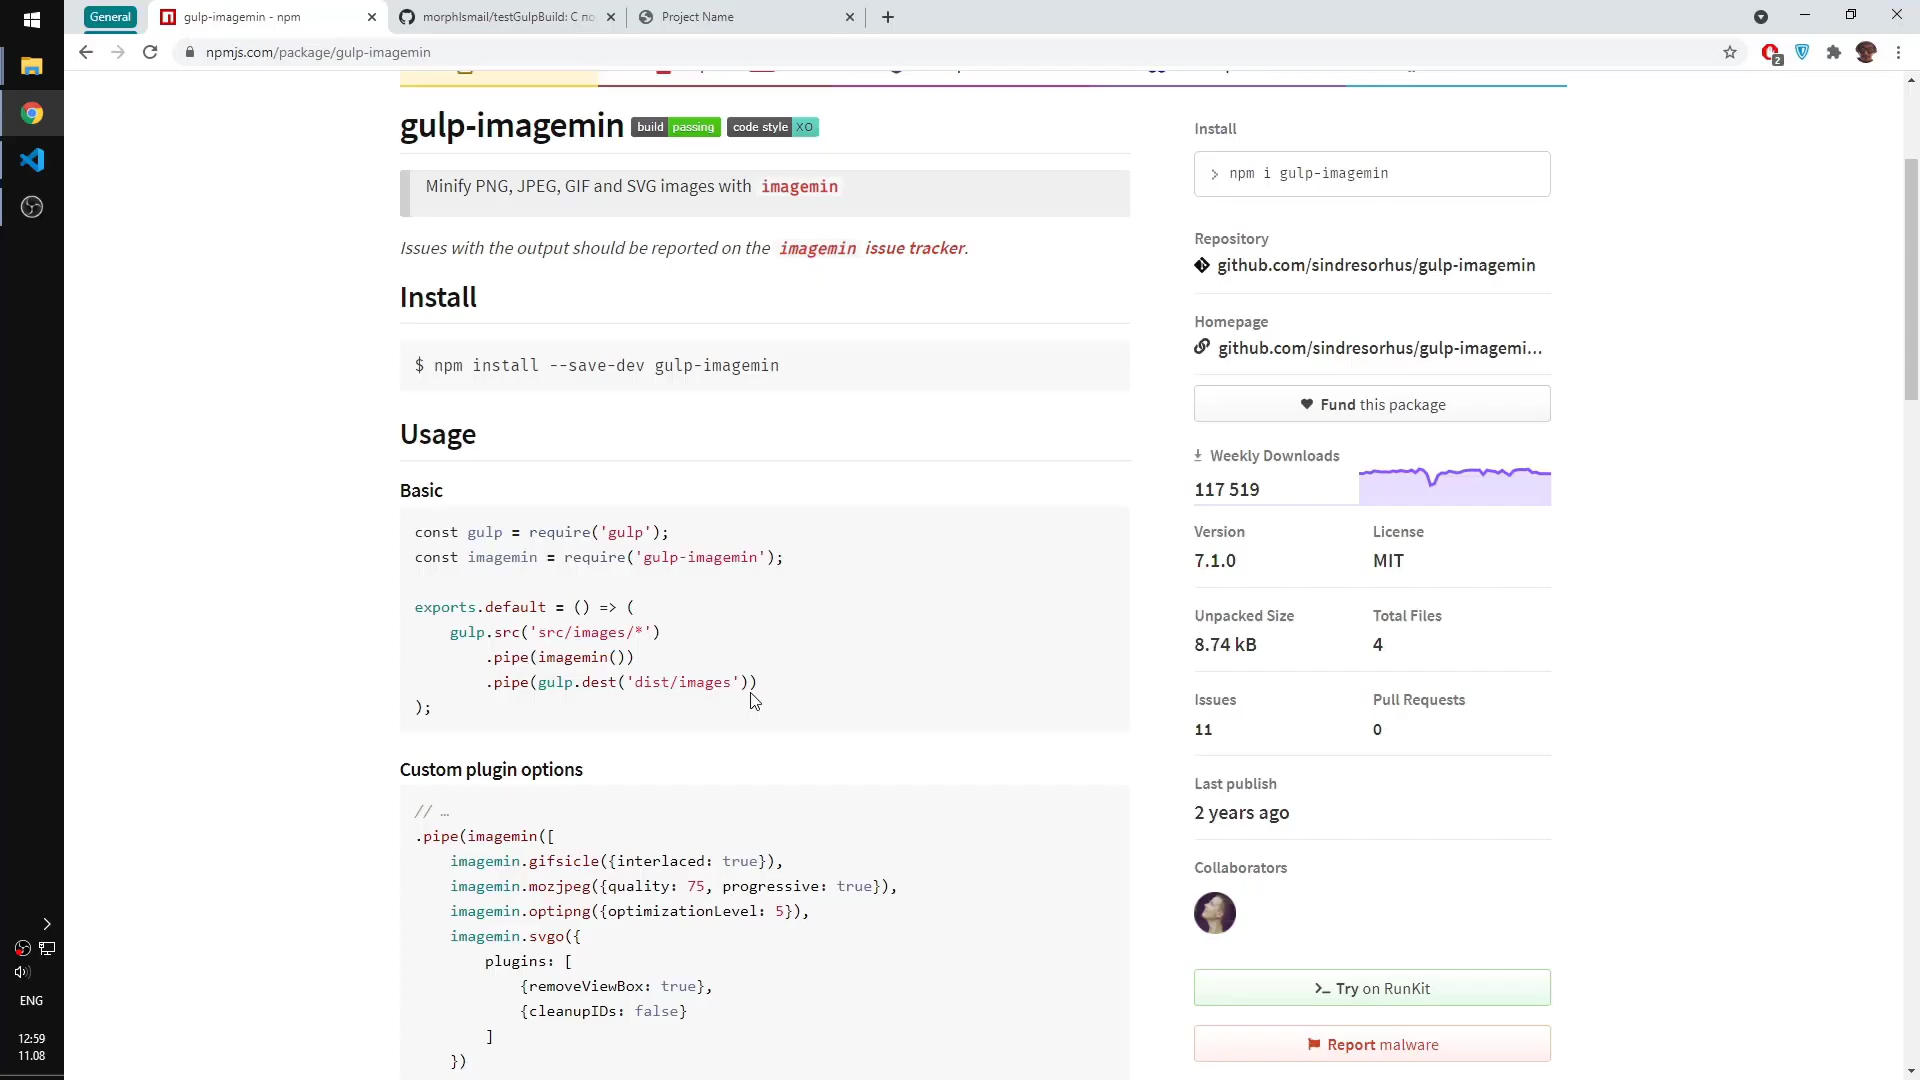 General
gulp-imagemin - npm
morphIsmail/testGulpBuild: С по
Project Name
npmjs.com/package/gulp-imagemin
2
gulp-imagemin
build passing
code style XO
Minify PNG, JPEG, GIF and SVG images with imagemin
Issues with the output should be reported on the imagemin issue tracker.
Install
$ npm install --save-dev gulp-imagemin
Usage
Basic
const gulp = require('gulp');
const imagemin = require('gulp-imagemin');
exports.default = () => (
gulp.src('src/images/*')
.pipe(imagemin())
.pipe(gulp.dest('dist/images'))
);
Custom plugin options
// …
.pipe(imagemin([
imagemin.gifsicle({interlaced: true}),
imagemin.mozjpeg({quality: 75, progressive: true}),
imagemin.optipng({optimizationLevel: 5}),
imagemin.svgo({
plugins: [
{removeViewBox: true},
{cleanupIDs: false}
]
})
Install
> npm i gulp-imagemin
Repository
github.com/sindresorhus/gulp-imagemin
Homepage
github.com/sindresorhus/gulp-imagemi...
Fund this package
Weekly Downloads
117 519
Version
License
7.1.0
MIT
Unpacked Size
Total Files
8.74 kB
4
Issues
Pull Requests
11
0
Last publish
2 years ago
Collaborators
Try on RunKit
Report malware
ENG
12:59
11.08